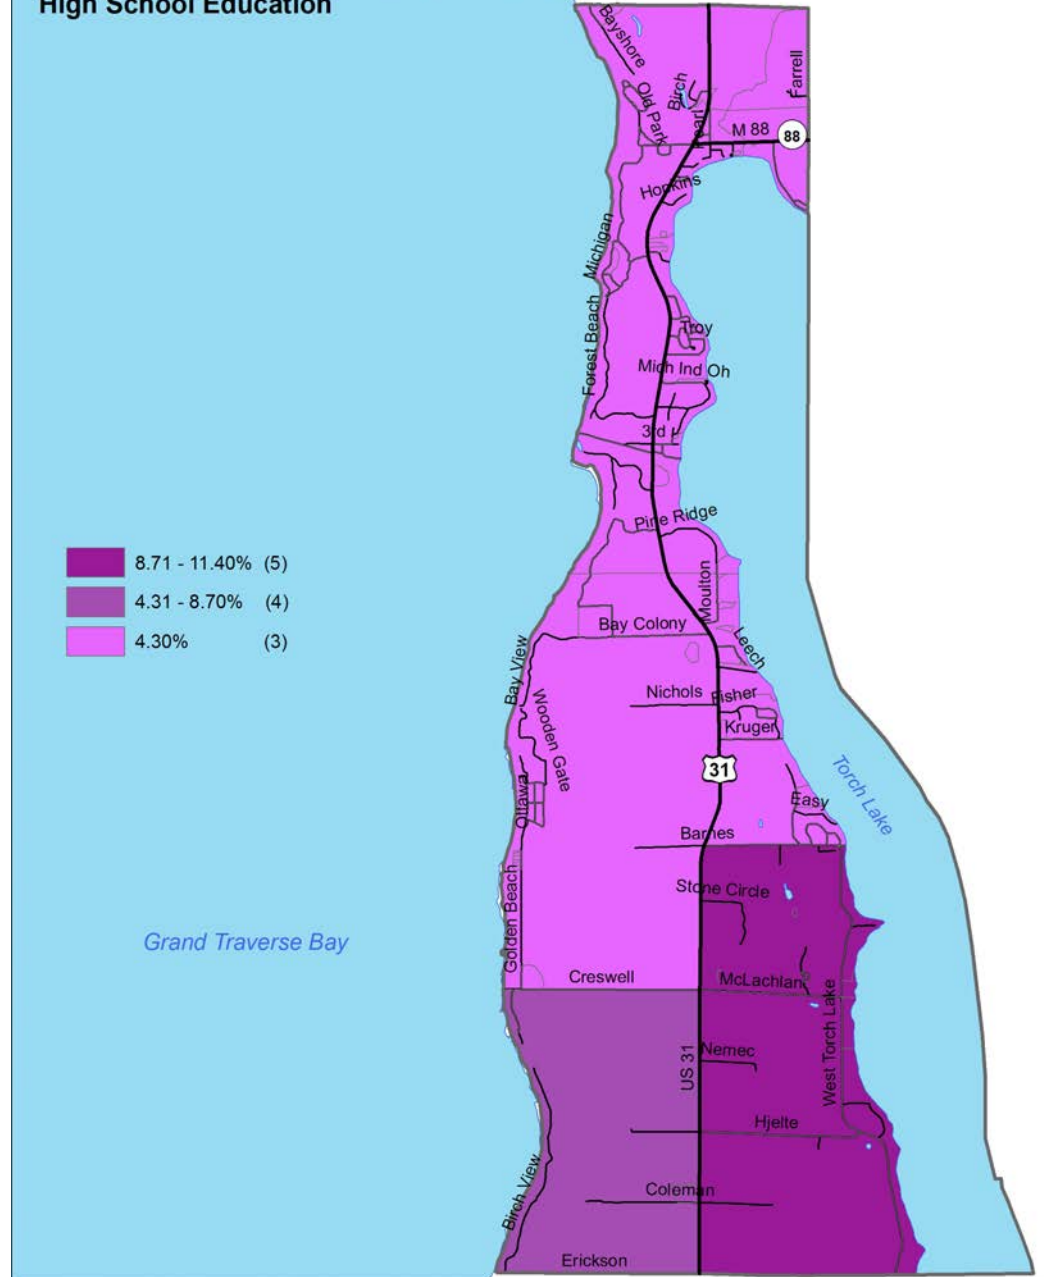 High School Education
Bayshore
Birch
Farrell
Old Park
Pearl
M 88
88
Hopkins
Michigan
Forest Beach
Troy
Mich Ind Oh
3rd
Pine Ridge
8.71 - 11.40% (5)
4.31 - 8.70% (4)
4.30% (3)
Moulton
Bay Colony
Leech
Bay View
Nichols
Fisher
Wooden Gate
Kruger
31
Torch Lake
Ottawa
Easy
Barnes
Stone Circle
Golden Beach
Grand Traverse Bay
Creswell
McLachlan
West Torch Lake
US 31
Nemec
Hjelte
Birch View
Coleman
Erickson